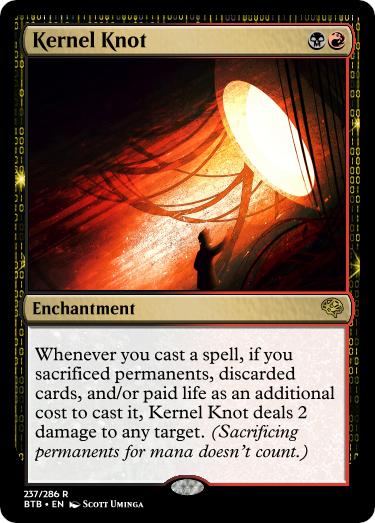 Kernel Knot
Enchantment
Whenever you cast a spell, if you
sacrificed permanents, discarded
cards, and/or paid life as an additional
cost to cast it, Kernel Knot deals 2
damage to any target. (Sacrificing
permanents for mana doesn't count.)
237/286 R
BTB • EN Scott Uminga